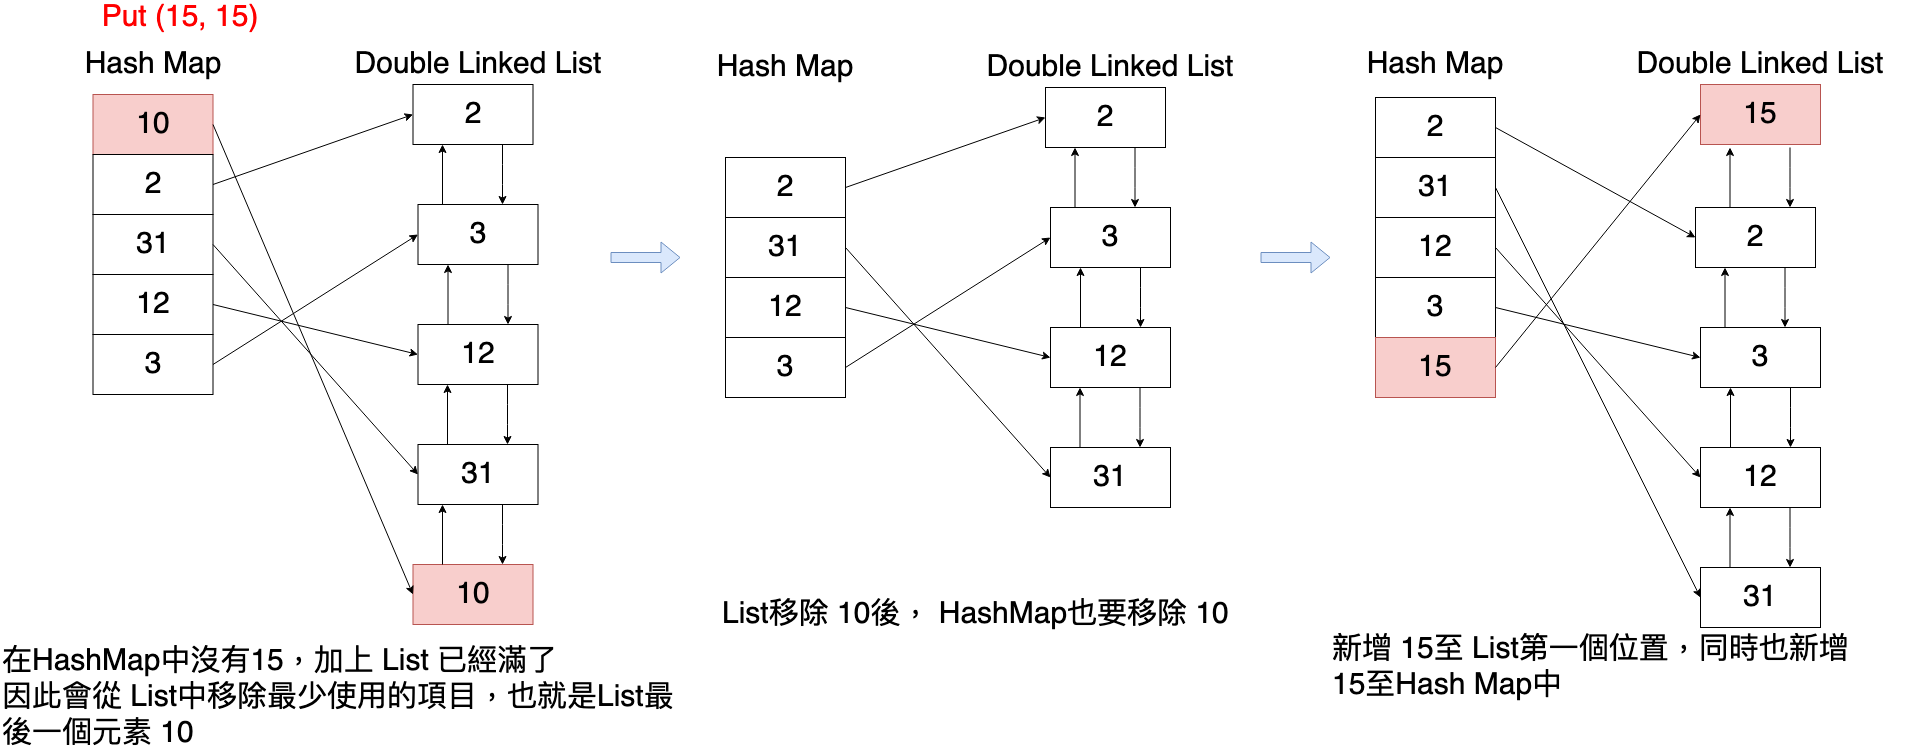 Put (15, 15)
Hash Map
Double Linked List
10
2
31
12
3
2
3
12
31
10
在HashMap中沒有15，加上 List 已經滿了
因此會從 List中移除最少使用的項目，也就是List最
後一個元素 10
Hash Map
Double Linked List
2
31
12
3
2
3
12
31
List移除 10後， HashMap也要移除 10
Hash Map
Double Linked List
2
31
12
3
15
15
2
3
12
31
新增 15至 List第一個位置，同時也新增
15至Hash Map中